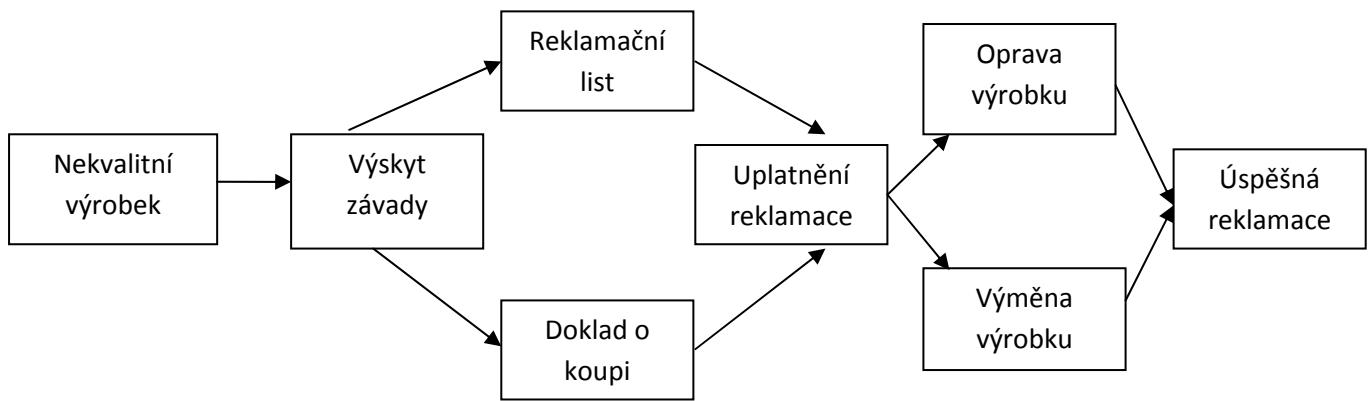 Nekvalitní
výrobek
Výskyt
závady
Reklamační
list
Doklad o
koupi
Uplatnění
reklamace
Oprava
výrobku
Výměna
výrobku
Úspěšná
reklamace